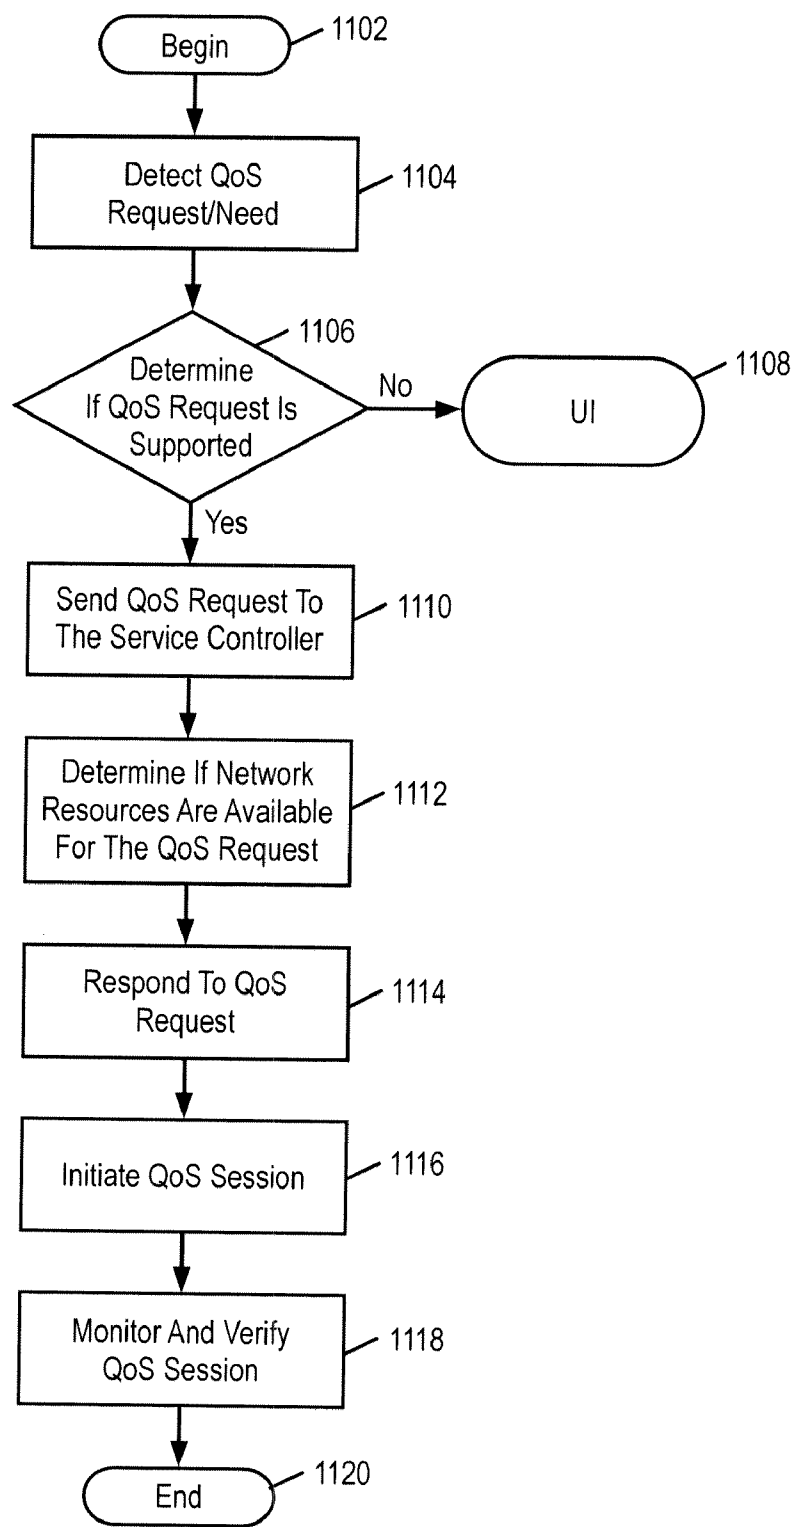 Begin
1102
Detect QoS
Request/Need
1104
1106
Determine
If QoS Request Is
Supported
No
UI
1108
Yes
Send QoS Request To
The Service Controller
1110
Determine If Network
Resources Are Available
For The QoS Request
1112
Respond To QoS
Request
1114
Initiate QoS Session
1116
Monitor And Verify
QoS Session
1118
End
1120